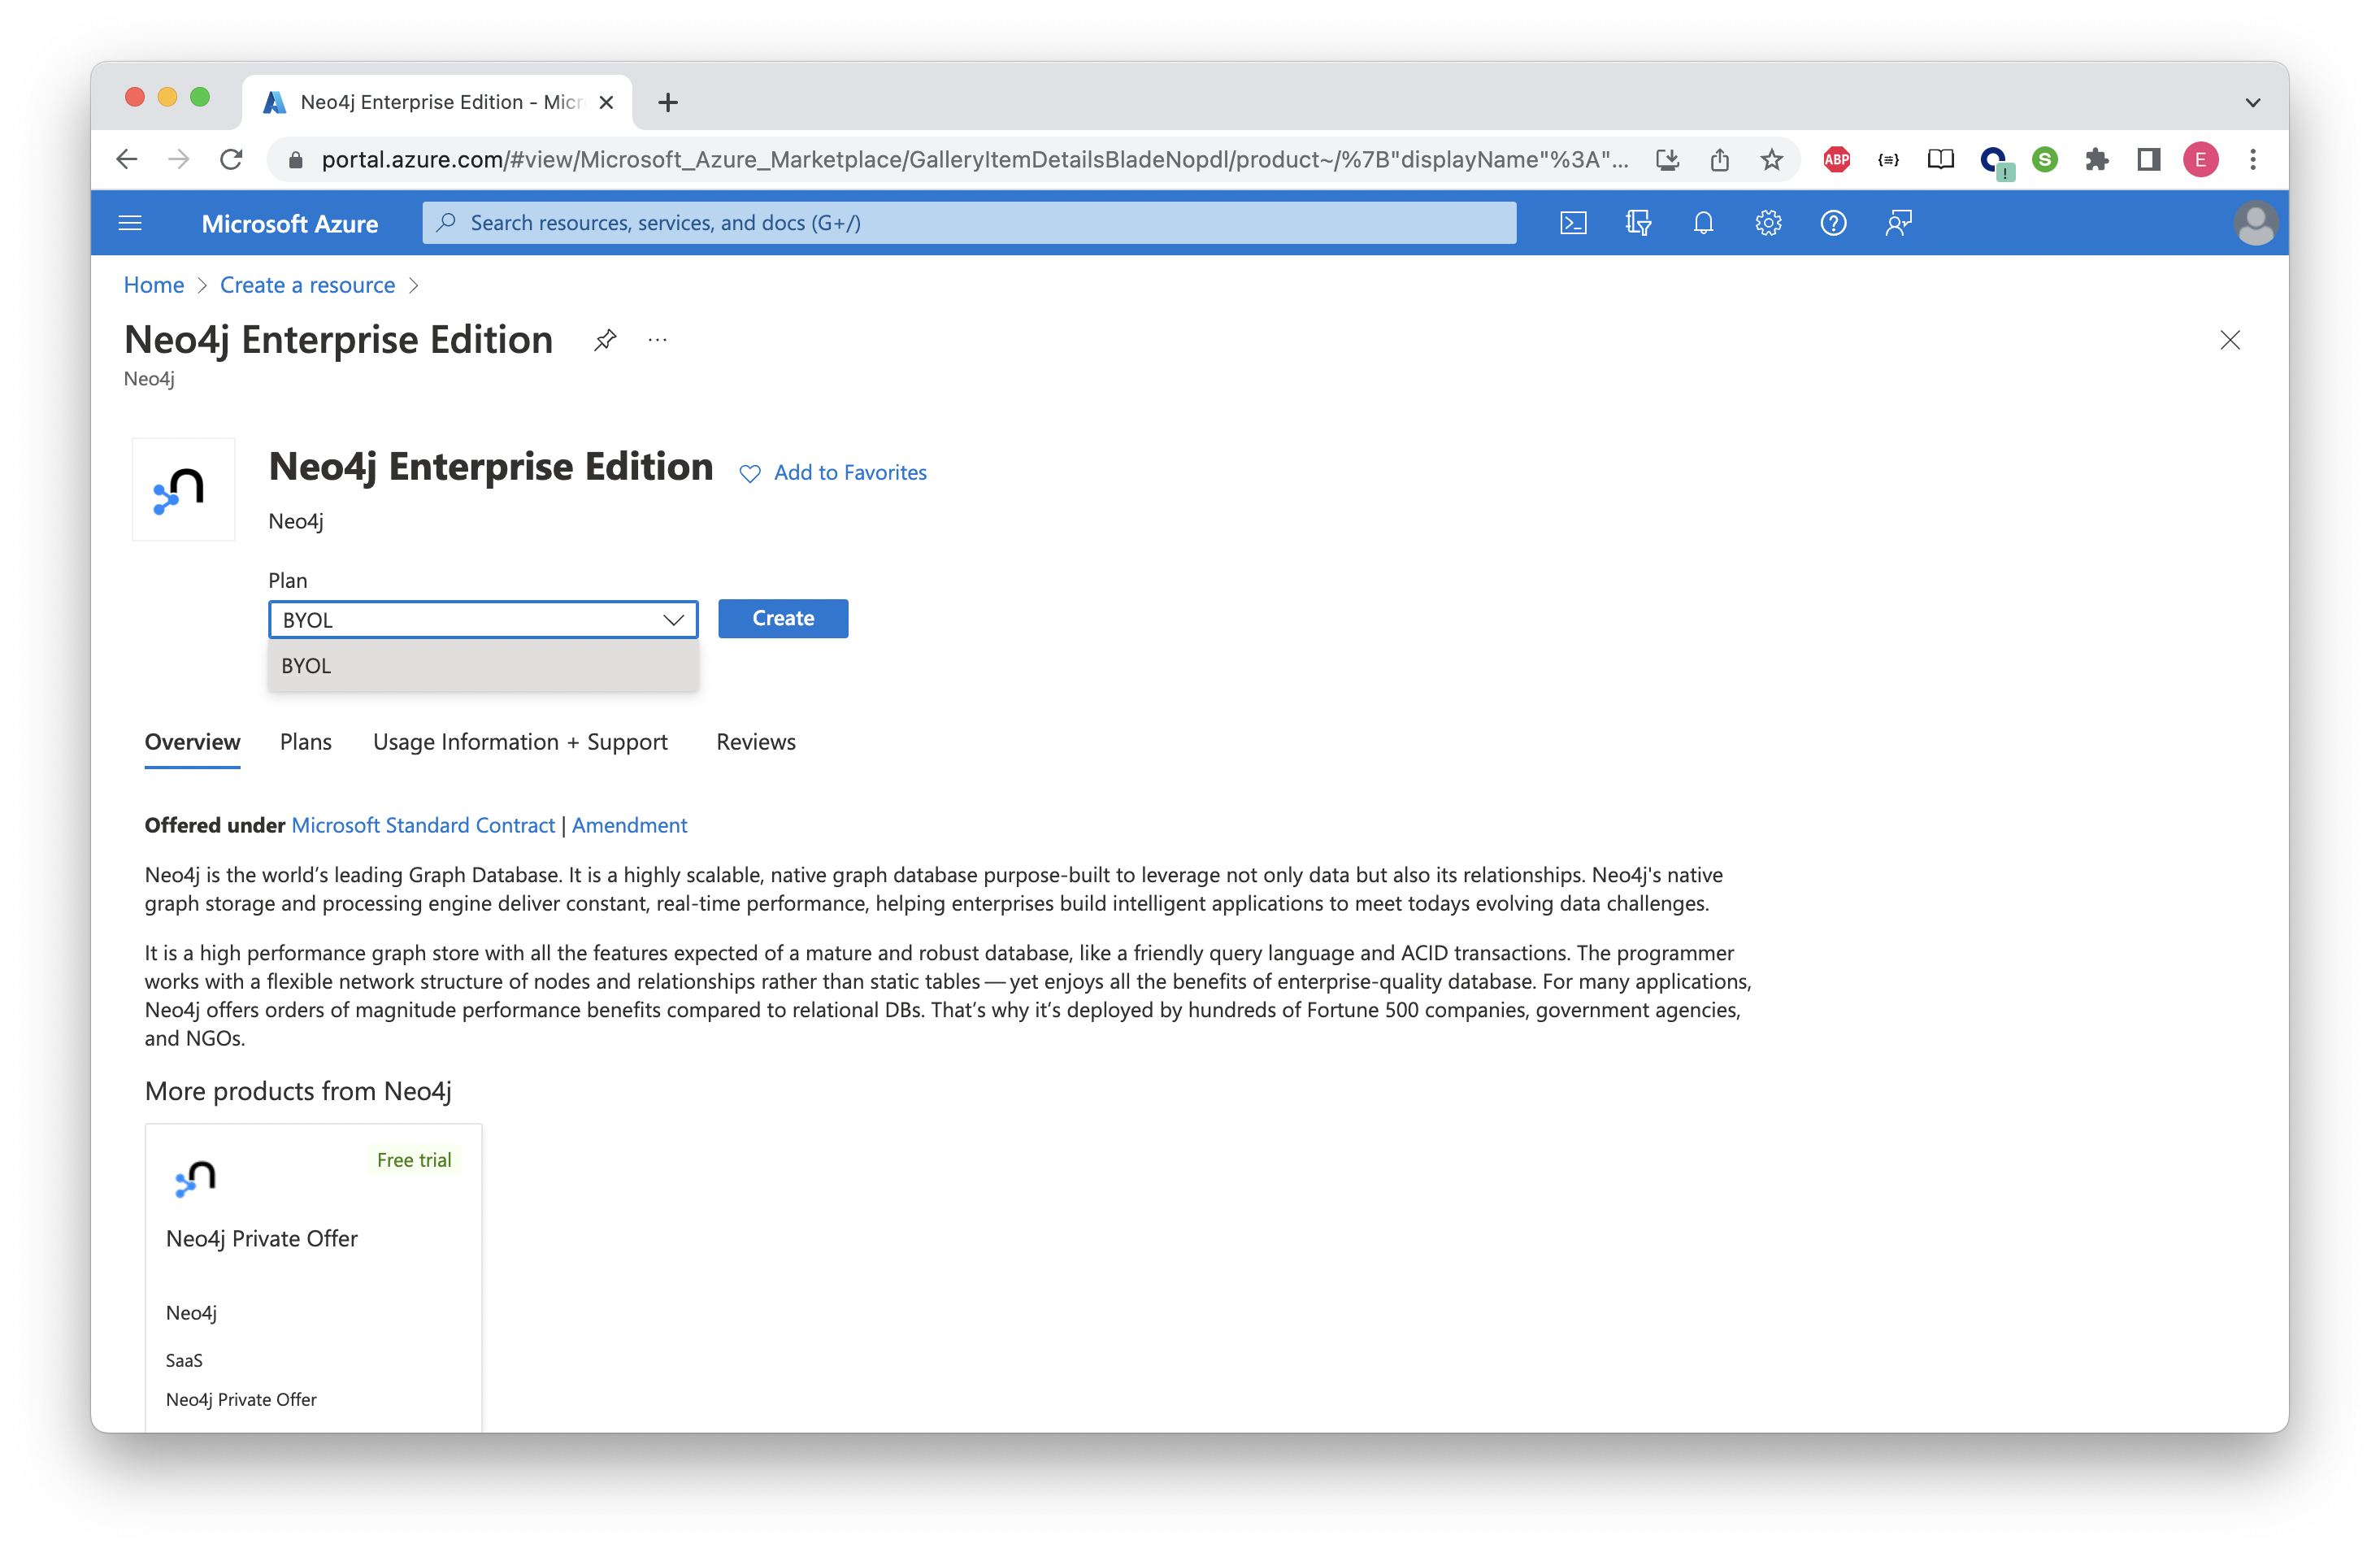 Neo4j Enterprise Edition - Micr
portal.azure.com/#view/Microsoft_Azure_Marketplace/GalleryItemDetailsBladeNopdl/product~/%7B"displayName"%3A"...
ABP
S
E
Microsoft Azure
Search resources, services, and docs (G+/)
Home > Create a resource >
Neo4j Enterprise Edition
...
Neo4j
Neo4j Enterprise Edition
Add to Favorites
Neo4j
Plan
BYOL
Create
BYOL
Overview
Plans
Usage Information + Support
Reviews
Offered under Microsoft Standard Contract | Amendment
Neo4j is the world’s leading Graph Database. It is a highly scalable, native graph database purpose-built to leverage not only data but also its relationships. Neo4j's native
graph storage and processing engine deliver constant, real-time performance, helping enterprises build intelligent applications to meet todays evolving data challenges.
It is a high performance graph store with all the features expected of a mature and robust database, like a friendly query language and ACID transactions. The programmer
works with a flexible network structure of nodes and relationships rather than static tables — yet enjoys all the benefits of enterprise-quality database. For many applications,
Neo4j offers orders of magnitude performance benefits compared to relational DBs. That’s why it’s deployed by hundreds of Fortune 500 companies, government agencies,
and NGOs.
More products from Neo4j
Free trial
Neo4j Private Offer
Neo4j
SaaS
Neo4j Private Offer